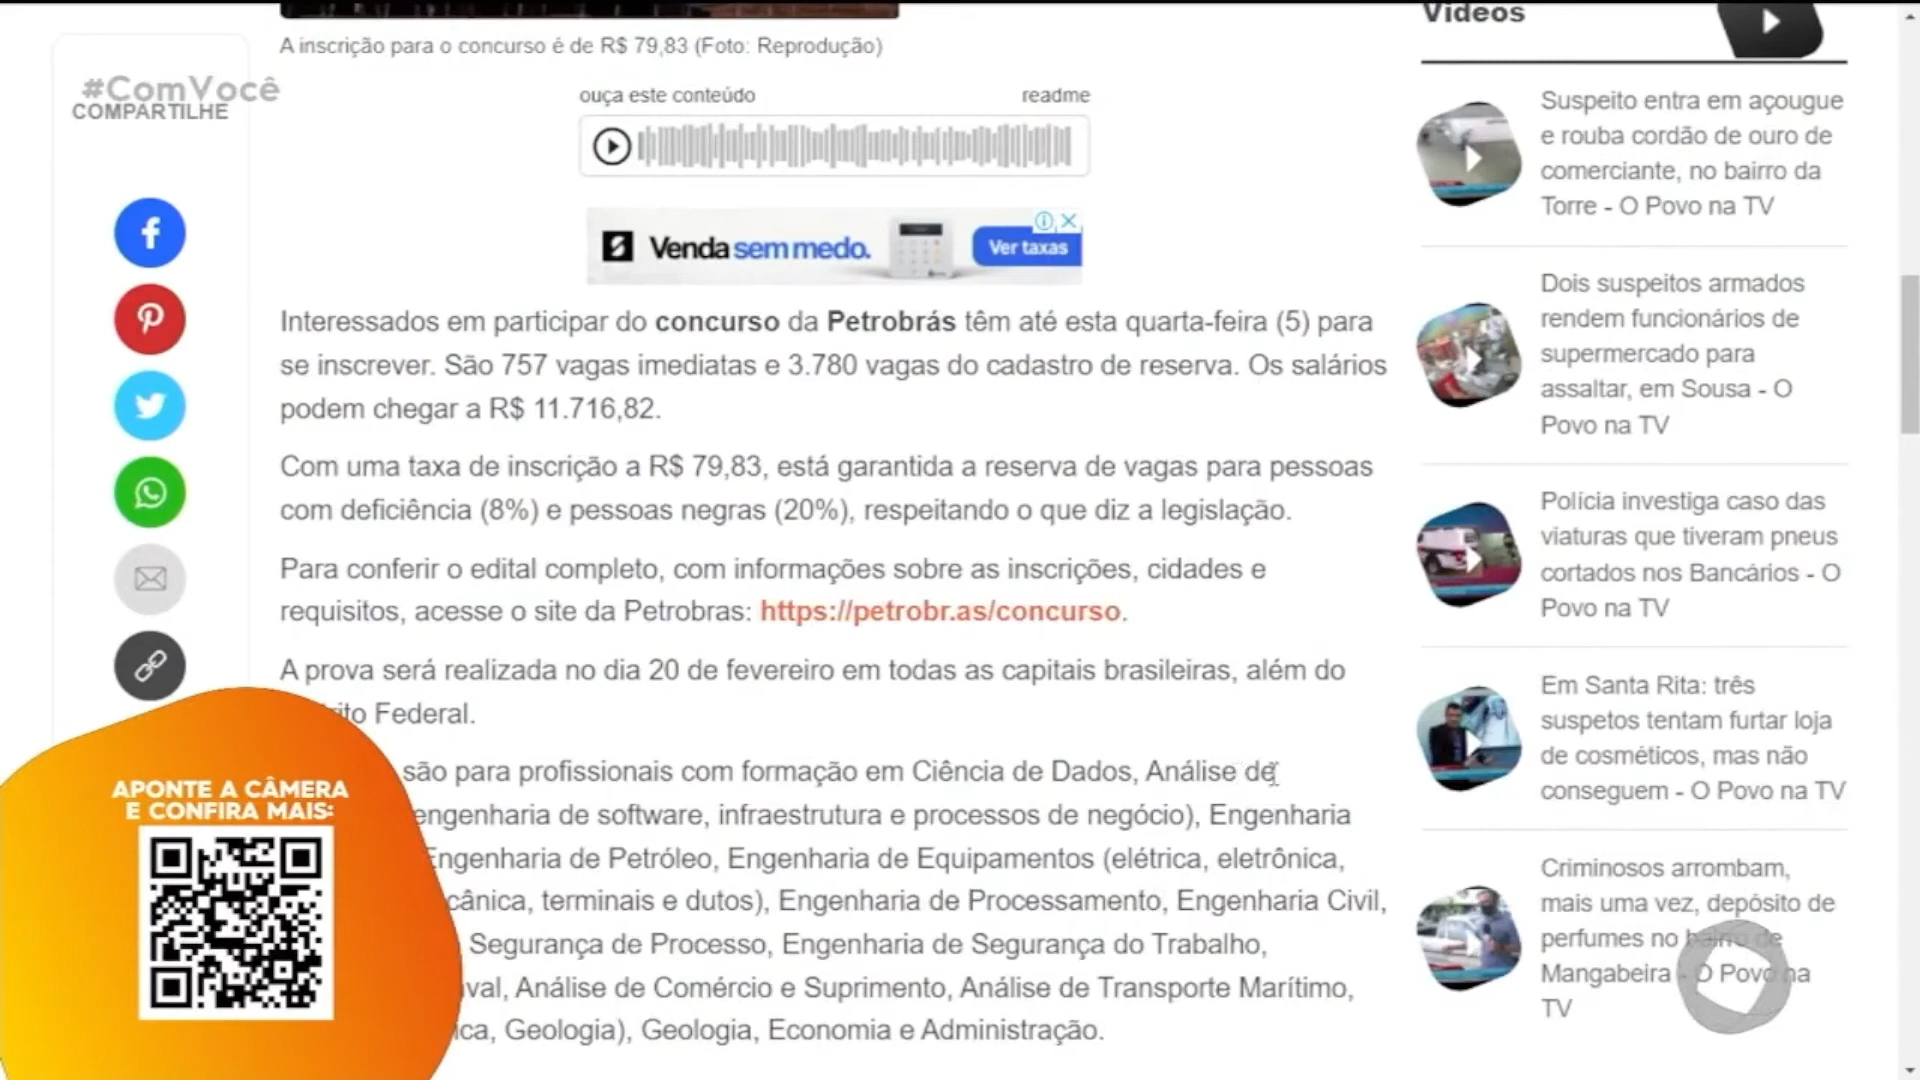 A inscrição para o concurso é de R$ 79,83 (Foto: Reprodução)
#ComVocê
COMPARTILHE
ouça este conteúdo
readme
Venda sem medo.
Ver taxas
Interessados em participar do concurso da Petrobrás têm até esta quarta-feira (5) para
se inscrever. São 757 vagas imediatas e 3.780 vagas do cadastro de reserva. Os salários
podem chegar a R$ 11.716,82.
Com uma taxa de inscrição a R$ 79,83, está garantida a reserva de vagas para pessoas
com deficiência (8%) e pessoas negras (20%), respeitando o que diz a legislação.
Para conferir o edital completo, com informações sobre as inscrições, cidades e
requisitos, acesse o site da Petrobras: https://petrobr.as/concurso.
A prova será realizada no dia 20 de fevereiro em todas as capitais brasileiras, além do
Federal.
são para profissionais com formação em Ciência de Dados, Análise de
engenharia de software, infraestrutura e processos de negócio), Engenharia
Engenharia de Petróleo, Engenharia de Equipamentos (elétrica, eletrônica,
terminais e dutos), Engenharia de Processamento, Engenharia Civil,
Segurança de Processo, Engenharia de Segurança do Trabalho,
Análise de Comércio e Suprimento, Análise de Transporte Marítimo,
Geologia), Geologia, Economia e Administração.
APONTE A CÂMERA
E CONFIRA MAIS:
Vídeos
Suspeito entra em açougue
e rouba cordão de ouro de
comerciante, no bairro da
Torre - O Povo na TV
Dois suspeitos armados
rendem funcionários de
supermercado para
assaltar, em Sousa - O
Povo na TV
Polícia investiga caso das
viaturas que tiveram pneus
cortados nos Bancários - O
Povo na TV
Em Santa Rita: três
suspetos tentam furtar loja
de cosméticos, mas não
conseguem - O Povo na TV
Criminosos arrombam,
mais uma vez, depósito de
perfumes no bairro de
Mangabeira - O Povo na
TV